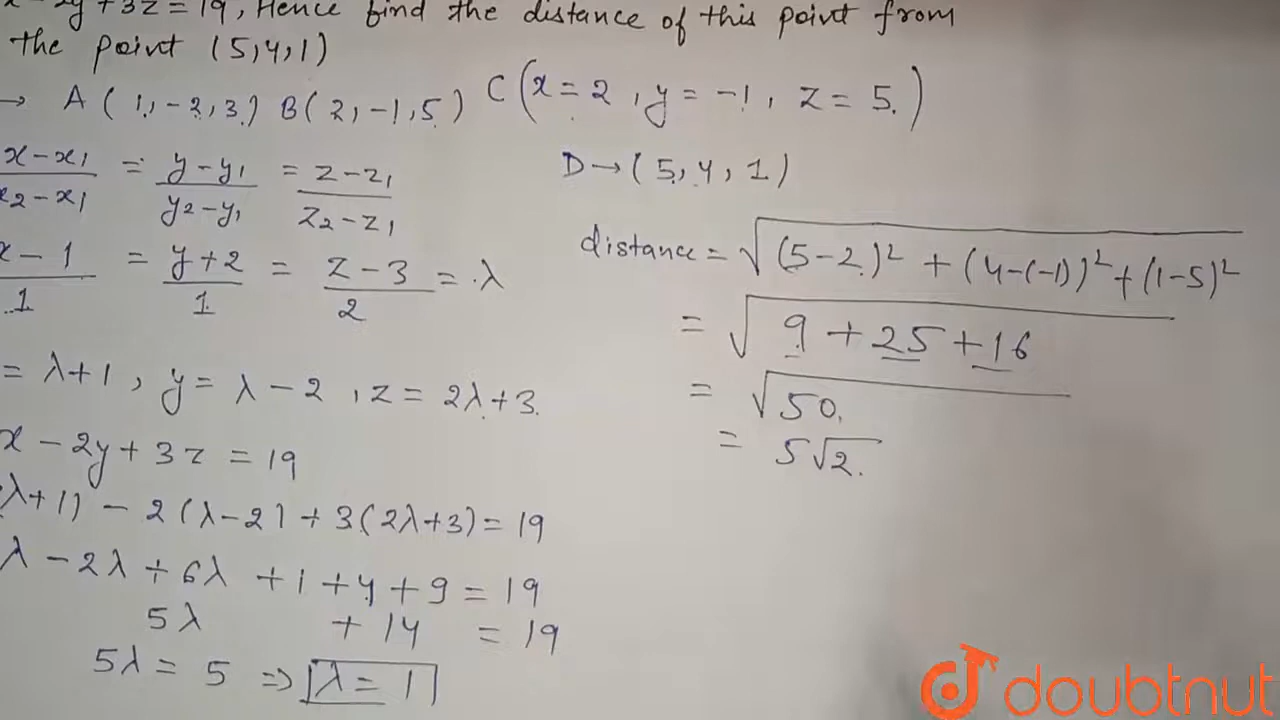 x - 2y + 3z = 19, Hence find the distance of this point from
the point (5,4,1)
→ A (1,-2,3) B(2,-1,5)
x-x1/x2-x1 = y-y1/y2-y1 = z-z1/z2-z1
x-1/1 = y+2/1 = z-3/2 = λ
= λ+1, y = λ-2, z = 2λ+3
x - 2y + 3z = 19
λ+1) - 2(λ-2) + 3(2λ+3) = 19
λ - 2λ + 6λ + 1 + 4 + 9 = 19
5λ + 14 = 19
5λ = 5 ⇒ λ = 1
C (x = 2, y = -1, z = 5.)
D → (5,4,1)
distance = √(5-2)² + (4-(-1))² + (1-5)²
= √9 + 25 + 16
= √50.
= 5√2.
doubtnut